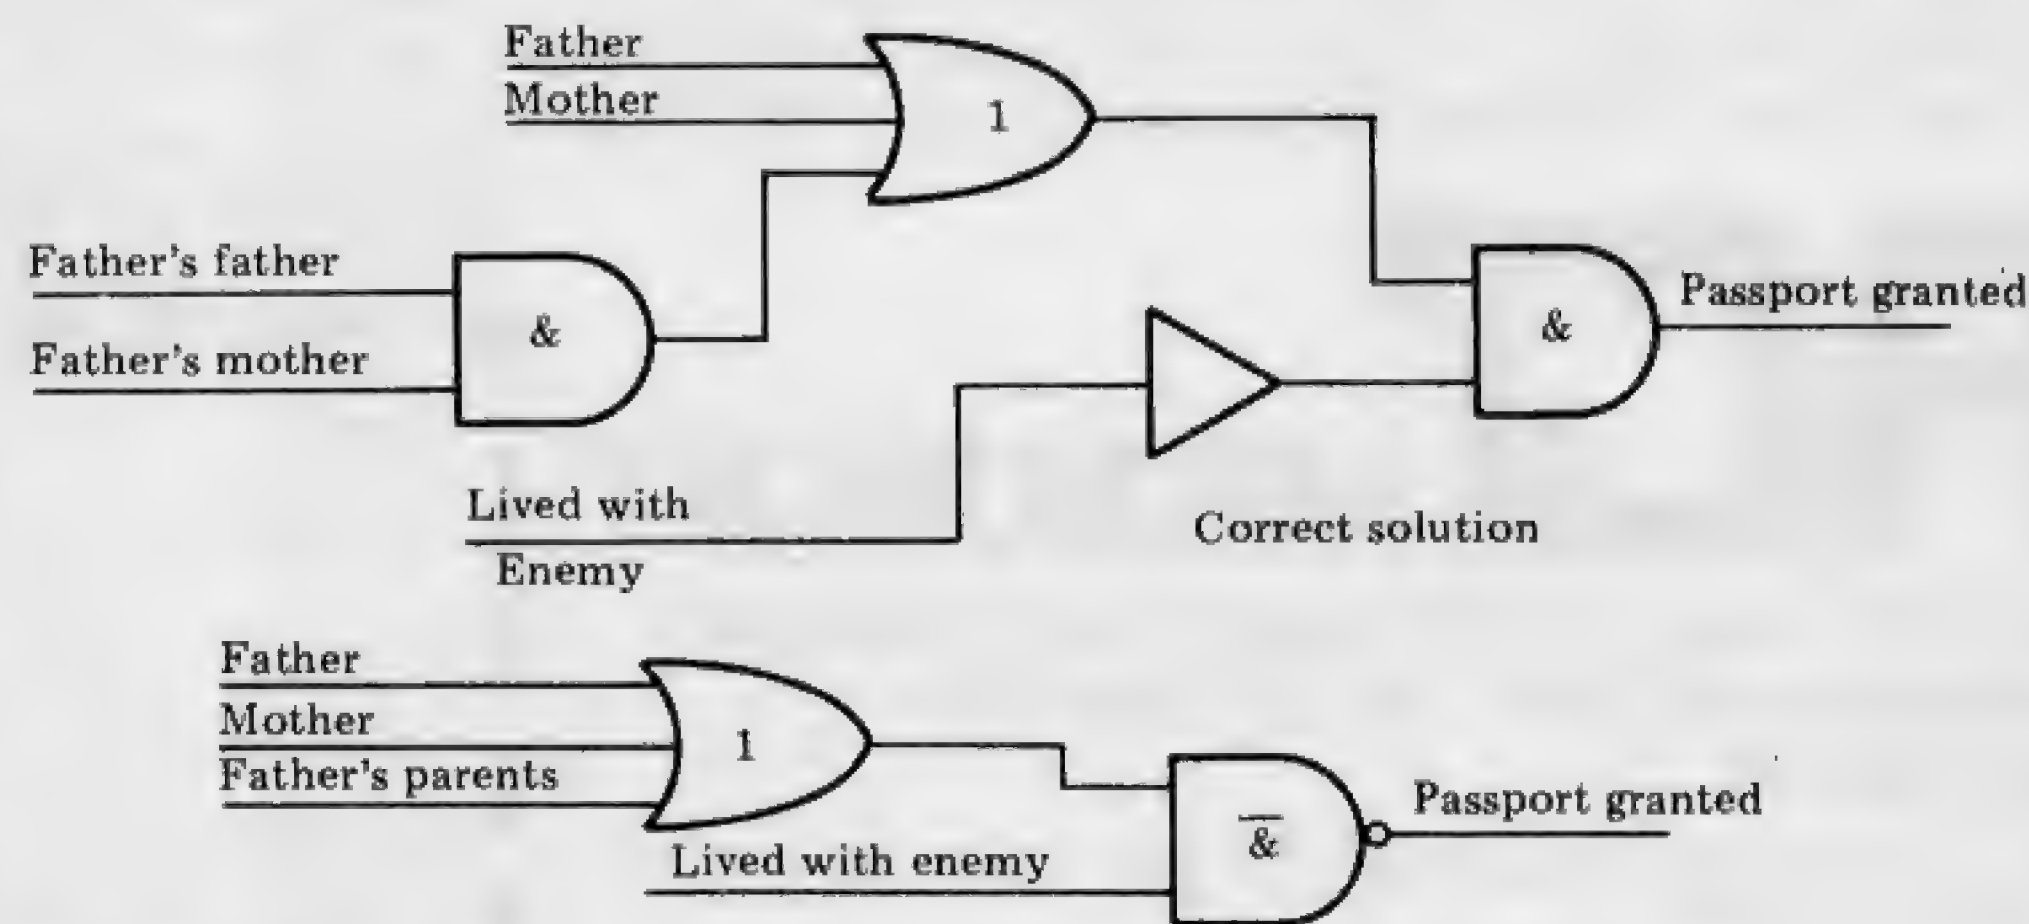 Father
Mother
1
Father's father
&
Father's mother
Passport granted
&
Lived with
Enemy
Correct solution
Father
Mother
Father's parents
1
Passport granted
&
Lived with enemy